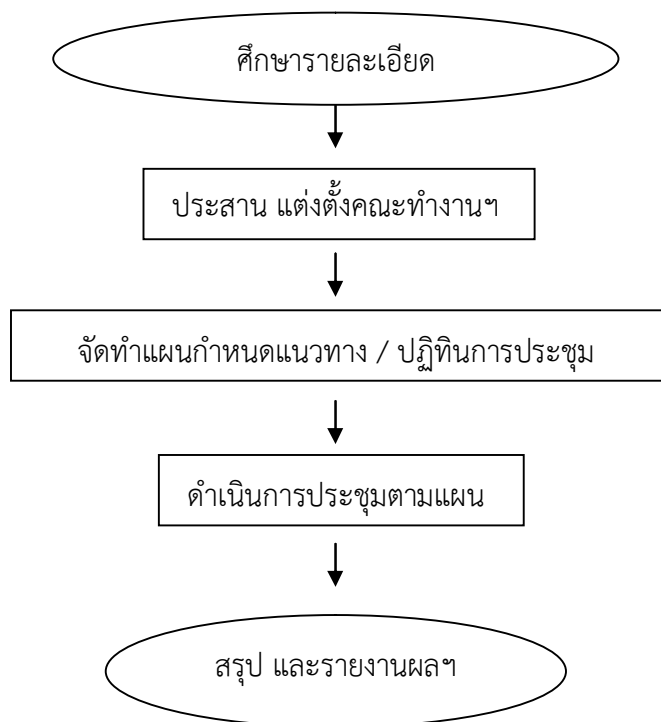 ศึกษารายละเอียด
ประสาน แต่งตั้งคณะทำงานฯ
จัดทำแผนกำหนดแนวทาง / ปฏิทินการประชุม
ดำเนินการประชุมตามแผน
สรุป และรายงานผลฯ